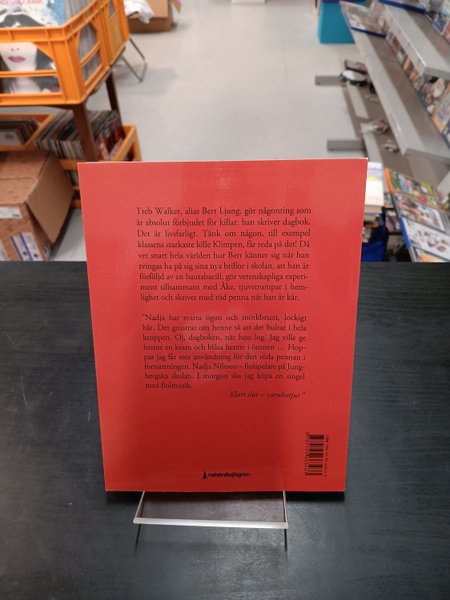 Treb Walker, alias Bert Ljung, gör någonting som
är absolut förbjudet för killar: han skriver dagbok.
Det är livsfarligt. Tänk om någon, till exempel
klassens starkaste kille Klimpen, får reda på det! Då
vet snart hela världen hur Bert känner sig när han
tvingas ha på sig sina nya brillor i skolan, att han är
förföljd av en bautabacill, gör vetenskapliga experi-
ment tillsammans med Åke, tjuvstrumpar i hem-
lighet och skriver med röd penna när han är kär.
"Nadja har svarta ögon och mörkbrunt, lockigt
hår. Det gnistrar om henne så att det bultar i hela
kroppen. Oj, dagboken, när hon log. Jag ville ge
henne en kram och blåsa henne i öronen ... Hop-
pas jag får stor användning för den röda pennan i
fortsättningen. Nadja Nilsson – fiolspelare på Jung-
bergska skolan. I morgon ska jag köpa en singel
med fiolmusik.
Klart slut – varulvstjut"
rabén&sjögren